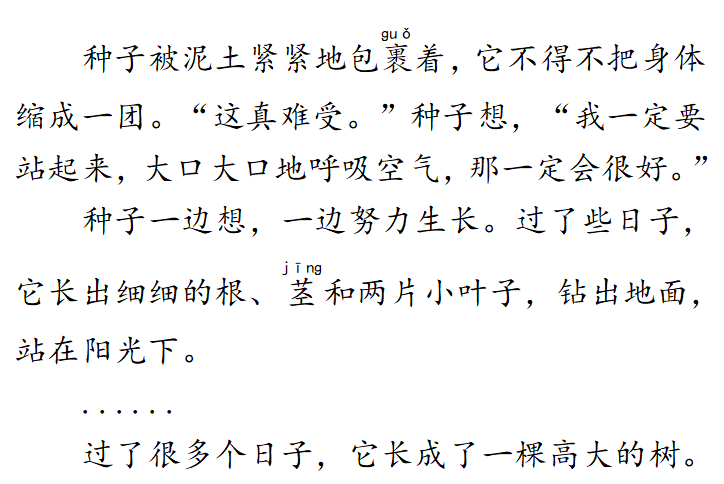 guǒ
种子被泥土紧紧地包裹着，它不得不把身体
缩成一团。“这真难受。”种子想，“我一定要
站起来，大口大口地呼吸空气，那一定会很好。”
种子一边想，一边努力生长。过了些日子，
jīng
它长出细细的根、茎和两片小叶子，钻出地面，
站在阳光下。
......
过了很多个日子，它长成了一棵高大的树。